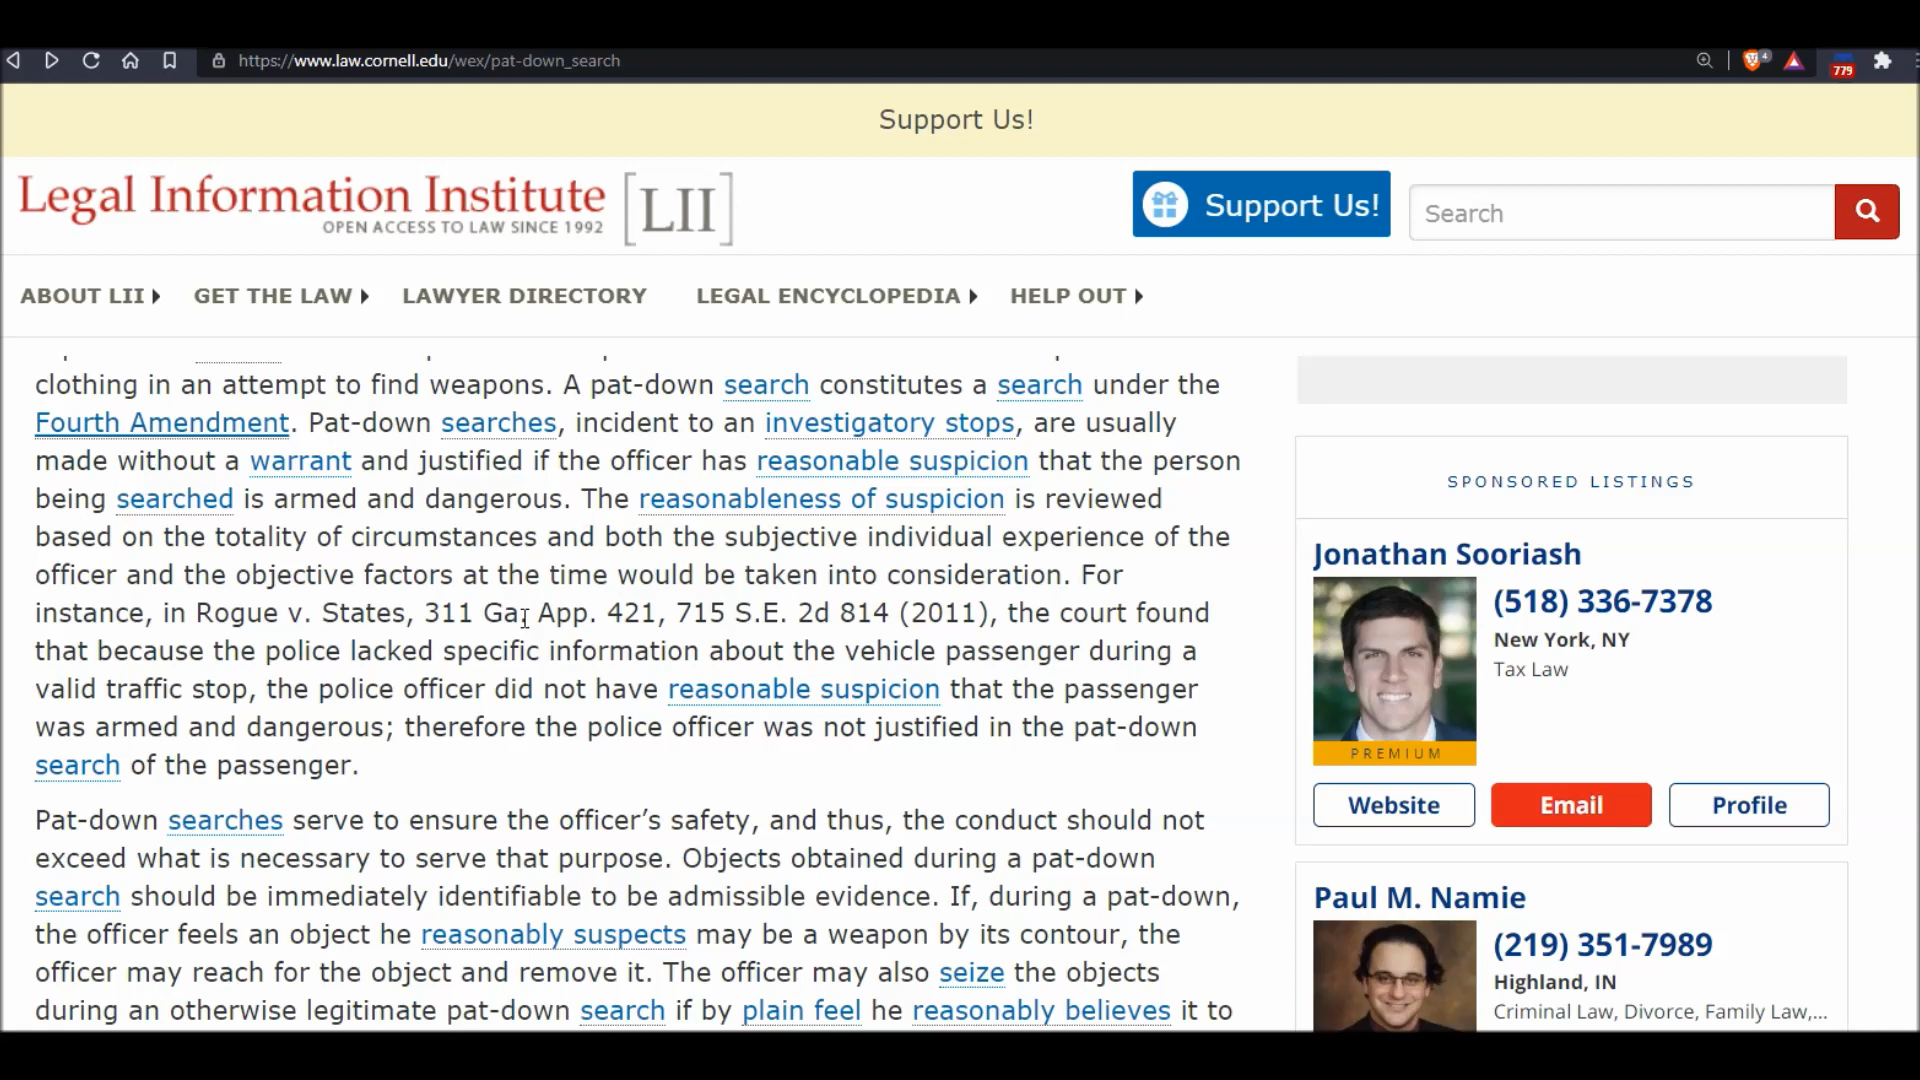 https://www.law.cornell.edu/wex/pat-down_search
4
779
Support Us!
Legal Information Institute [LII]
OPEN ACCESS TO LAW SINCE 1992
Support Us!
Search
ABOUT LII
GET THE LAW
LAWYER DIRECTORY
LEGAL ENCYCLOPEDIA
HELP OUT
clothing in an attempt to find weapons. A pat-down search constitutes a search under the
Fourth Amendment. Pat-down searches, incident to an investigatory stops, are usually
made without a warrant and justified if the officer has reasonable suspicion that the person
being searched is armed and dangerous. The reasonableness of suspicion is reviewed
based on the totality of circumstances and both the subjective individual experience of the
officer and the objective factors at the time would be taken into consideration. For
instance, in Rogue v. States, 311 Ga. App. 421, 715 S.E. 2d 814 (2011), the court found
that because the police lacked specific information about the vehicle passenger during a
valid traffic stop, the police officer did not have reasonable suspicion that the passenger
was armed and dangerous; therefore the police officer was not justified in the pat-down
search of the passenger.
Pat-down searches serve to ensure the officer’s safety, and thus, the conduct should not
exceed what is necessary to serve that purpose. Objects obtained during a pat-down
search should be immediately identifiable to be admissible evidence. If, during a pat-down,
the officer feels an object he reasonably suspects may be a weapon by its contour, the
officer may reach for the object and remove it. The officer may also seize the objects
during an otherwise legitimate pat-down search if by plain feel he reasonably believes it to
SPONSORED LISTINGS
Jonathan Sooriash
(518) 336-7378
New York, NY
Tax Law
PREMIUM
Website
Email
Profile
Paul M. Namie
(219) 351-7989
Highland, IN
Criminal Law, Divorce, Family Law,...